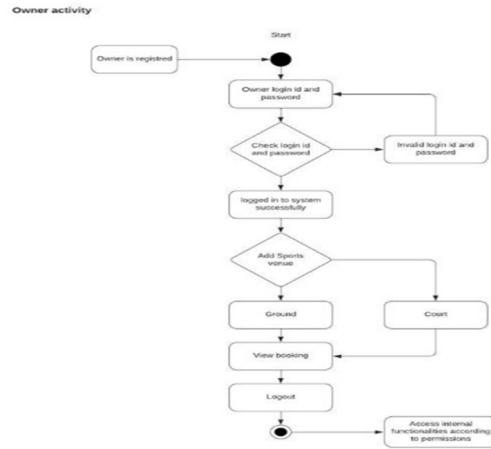 Owner activity
Start
Owner is registred
Owner login id and
password
Check login id
and password
Invalid login id and
password
logged in to system
successfully
Add Sports
venue
Ground
Court
View booking
Logout
Access internal
functionalities according
to permissions